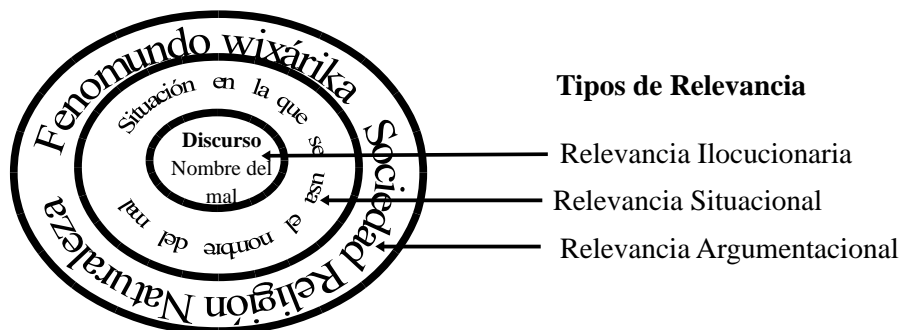 Fenomundo wixárika
Sociedad Religión Naturaleza
Situación en la que se usa el nombre del mal
Discurso
Nombre del
mal
Tipos de Relevancia
Relevancia Ilocucionaria
Relevancia Situacional
Relevancia Argumentacional